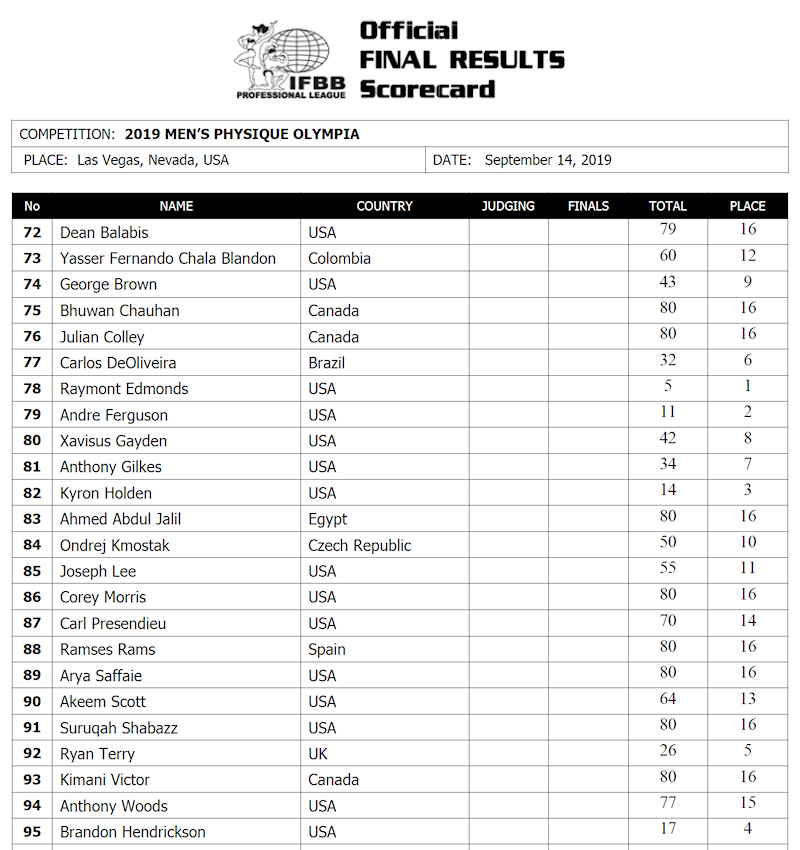 IFBB
PROFESSIONAL LEAGUE
Official
FINAL RESULTS
Scorecard
COMPETITION: 2019 MEN'S PHYSIQUE OLYMPIA
PLACE: Las Vegas, Nevada, USA DATE: September 14, 2019
No NAME COUNTRY JUDGING FINALS TOTAL PLACE
72 Dean Balabis USA 79 16
73 Yasser Fernando Chala Blandon Colombia 60 12
74 George Brown USA 43 9
75 Bhuwan Chauhan Canada 80 16
76 Julian Colley Canada 80 16
77 Carlos DeOliveira Brazil 32 6
78 Raymont Edmonds USA 5 1
79 Andre Ferguson USA 11 2
80 Xavisus Gayden USA 42 8
81 Anthony Gilkes USA 34 7
82 Kyron Holden USA 14 3
83 Ahmed Abdul Jalil Egypt 80 16
84 Ondrej Kmostak Czech Republic 50 10
85 Joseph Lee USA 55 11
86 Corey Morris USA 80 16
87 Carl Presendieu USA 70 14
88 Ramses Rams Spain 80 16
89 Arya Saffaie USA 80 16
90 Akeem Scott USA 64 13
91 Suruqah Shabazz USA 80 16
92 Ryan Terry UK 26 5
93 Kimani Victor Canada 80 16
94 Anthony Woods USA 77 15
95 Brandon Hendrickson USA 17 4